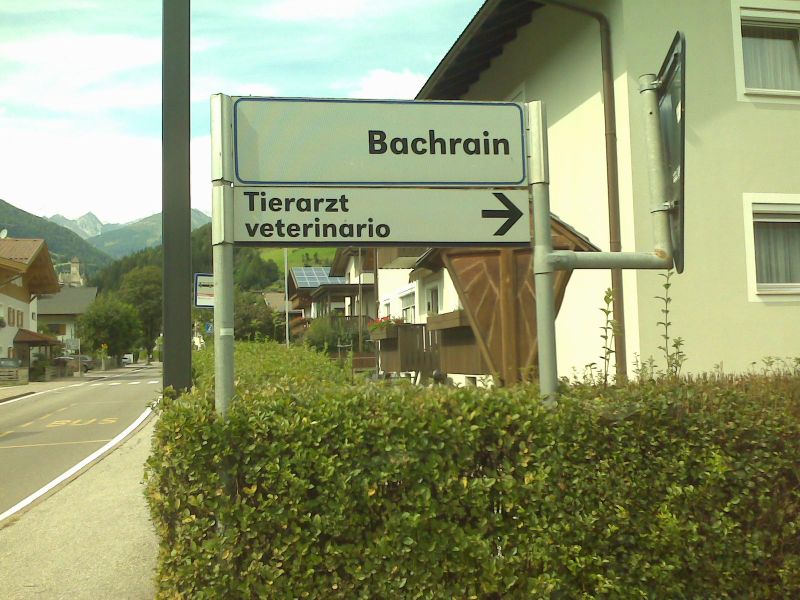 Bachrain
Tierarzt
veterinario
BUS